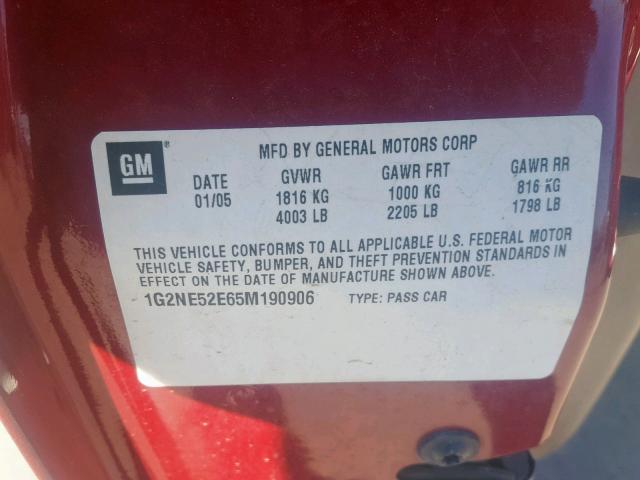 GM
MFD BY GENERAL MOTORS CORP
DATE GVWR GAWR FRT GAWR RR
01/05 1816 KG 1000 KG 816 KG
4003 LB 2205 LB 1798 LB
THIS VEHICLE CONFORMS TO ALL APPLICABLE U.S. FEDERAL MOTOR
VEHICLE SAFETY, BUMPER, AND THEFT PREVENTION STANDARDS IN
EFFECT ON THE DATE OF MANUFACTURE SHOWN ABOVE.
1G2NE52E65M190906 TYPE: PASS CAR